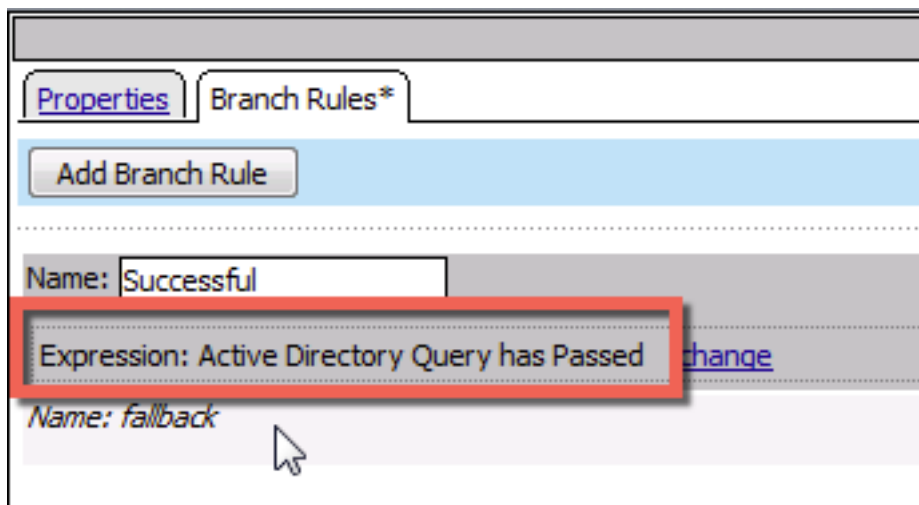 Properties Branch Rules*
Add Branch Rule
Name: Successful
Expression: Active Directory Query has Passed change
Name: fallback